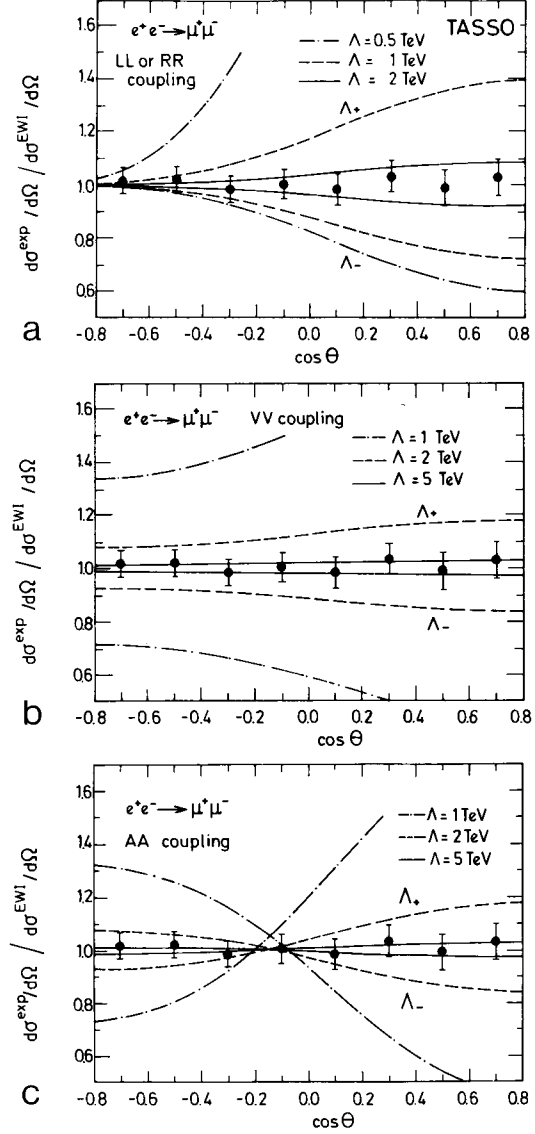 e⁺e⁻ → μ⁺μ⁻
LL or RR
coupling
Λ = 0.5 TeV
Λ = 1 TeV
Λ = 2 TeV
TASSO
Λ+
Λ−
dσ^exp / dΩ / dσ^EWI / dΩ
1.6
1.4
1.2
1.0
0.8
0.6
-0.8 -0.6 -0.4 -0.2 0.0 0.2 0.4 0.6 0.8
cos θ
a
e⁺e⁻ → μ⁺μ⁻ VV coupling
Λ = 1 TeV
Λ = 2 TeV
Λ = 5 TeV
Λ+
Λ−
dσ^exp / dΩ / dσ^EWI / dΩ
1.6
1.4
1.2
1.0
0.8
0.6
-0.8 -0.6 -0.4 -0.2 0.0 0.2 0.4 0.6 0.8
cos θ
b
e⁺e⁻ → μ⁺μ⁻
AA coupling
Λ = 1 TeV
Λ = 2 TeV
Λ = 5 TeV
Λ+
Λ−
dσ^exp/dΩ / dσ^EWI / dΩ
1.6
1.4
1.2
1.0
0.8
0.6
-0.8 -0.6 -0.4 -0.2 0.0 0.2 0.4 0.6 0.8
cos θ
c